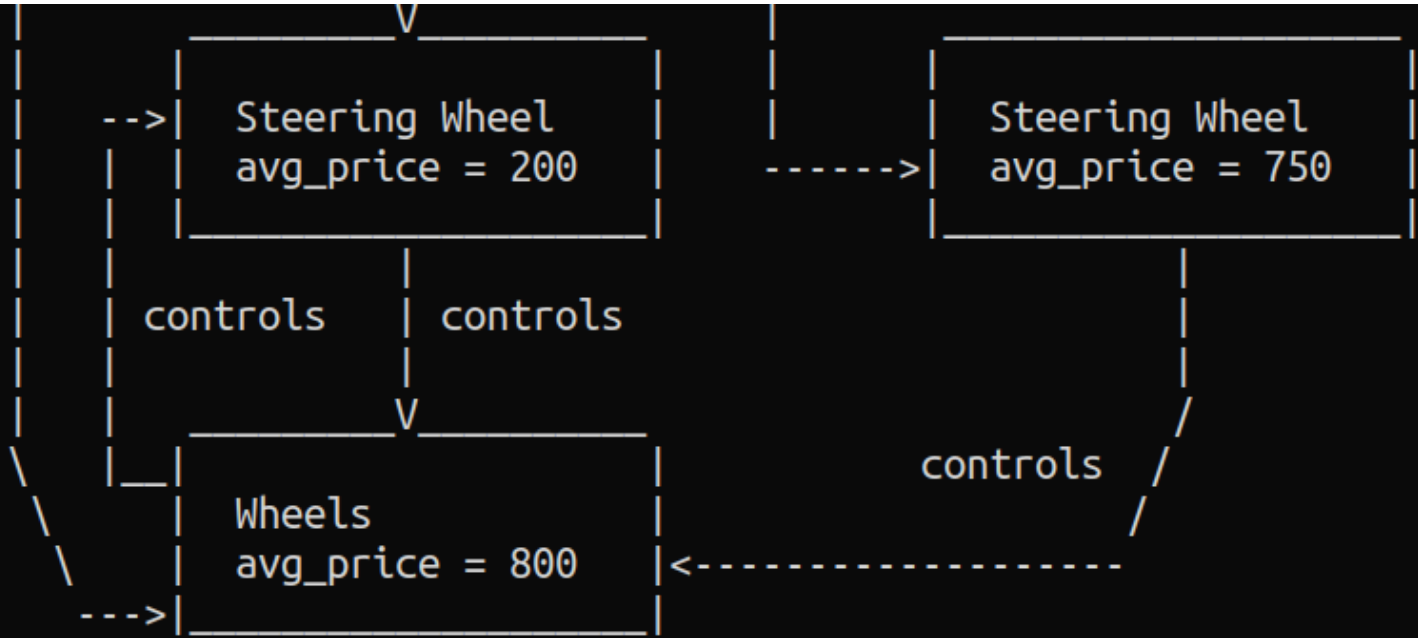 Steering Wheel
avg_price = 200
Steering Wheel
avg_price = 750
controls
controls
controls
Wheels
avg_price = 800